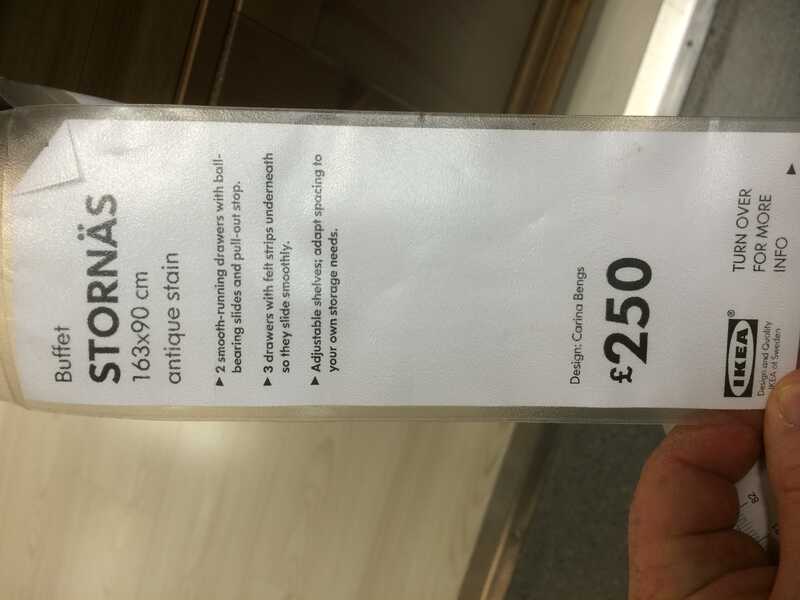 Buffet
STORNÄS
163x90 cm
antique stain
▸ 2 smooth-running drawers with ball-
bearing slides and pull-out stop.
▸ 3 drawers with felt strips underneath
so they slide smoothly.
▸ Adjustable shelves; adapt spacing to
your own storage needs.
Design: Carina Bengs
£250
IKEA®
Design and Quality
IKEA of Sweden
TURN OVER
FOR MORE
INFO ▸
82